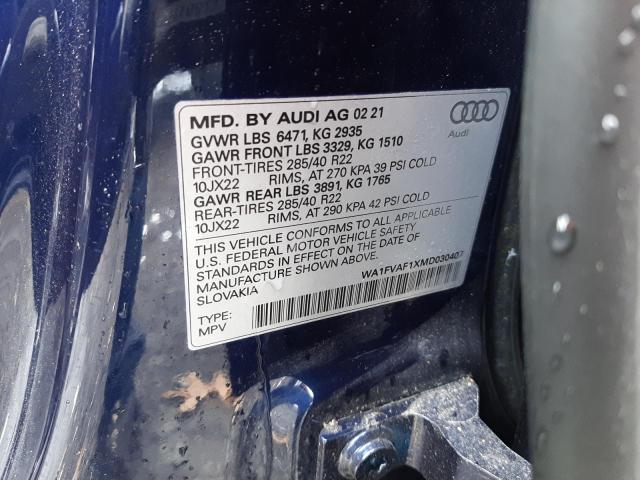 MFD. BY AUDI AG 02 21
GVWR LBS 6471, KG 2935
GAWR FRONT LBS 3329, KG 1510
FRONT-TIRES 285/40 R22
10JX22 RIMS, AT 270 KPA 39 PSI COLD
GAWR REAR LBS 3891, KG 1765
REAR-TIRES 285/40 R22
10JX22 RIMS, AT 290 KPA 42 PSI COLD
THIS VEHICLE CONFORMS TO ALL APPLICABLE
U.S. FEDERAL MOTOR VEHICLE SAFETY
STANDARDS IN EFFECT ON THE DATE OF
MANUFACTURE SHOWN ABOVE.
SLOVAKIA
WA1FVAF1XMD030407
TYPE:
MPV
Audi